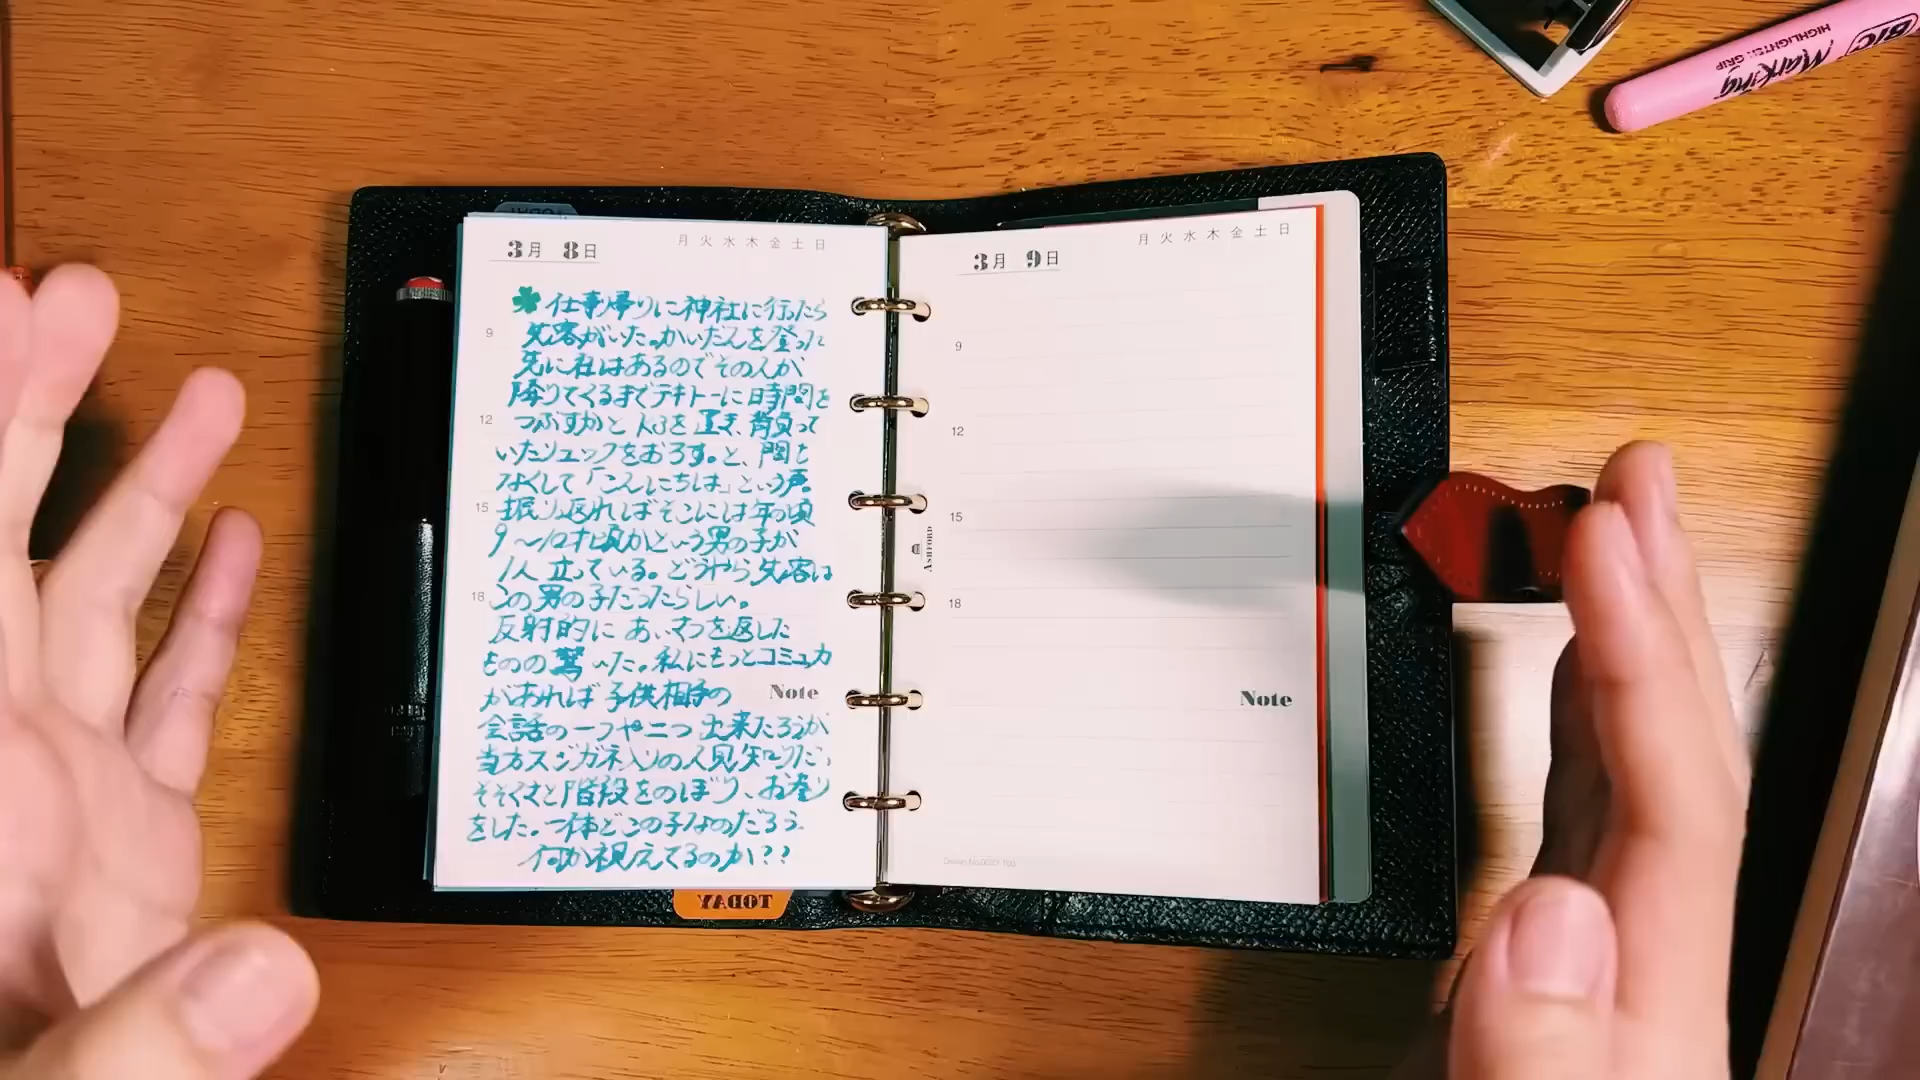 3月 8日
月 火 水 木 金 土 日
仕事帰りに神社に行ったら
先客がいた。かいだんを登った
先に社はあるのでその人が
降りてくるまでテキトーに時間を
つぶすかと 人形を 置き、背負って
いたリュックをおろす。と、間を
なくして「こんにちは」という声。
振り返ればそこには年の頃
9〜10才頃かという男の子が
1人 立っている。どうやら先客は
この男の子だったらしい。
反射的に あいさつを返した
ものの驚いた。私にもっとコミュ力
があれば 子供相手の
会話の一つや二つ 出来たろうが
当方スジガネ入りの人見知りだ。
そそくさと階段をのぼり、お参り
をした。一体どこの子なのだろう。
何か視えてるのか??
9
12
15
18
Note
TODAY
TODAY
3月 9日
月 火 水 木 金 土 日
9
12
15
18
Note
ASHFORD
BIC
Marking
HIGHLIGHTER GRIP